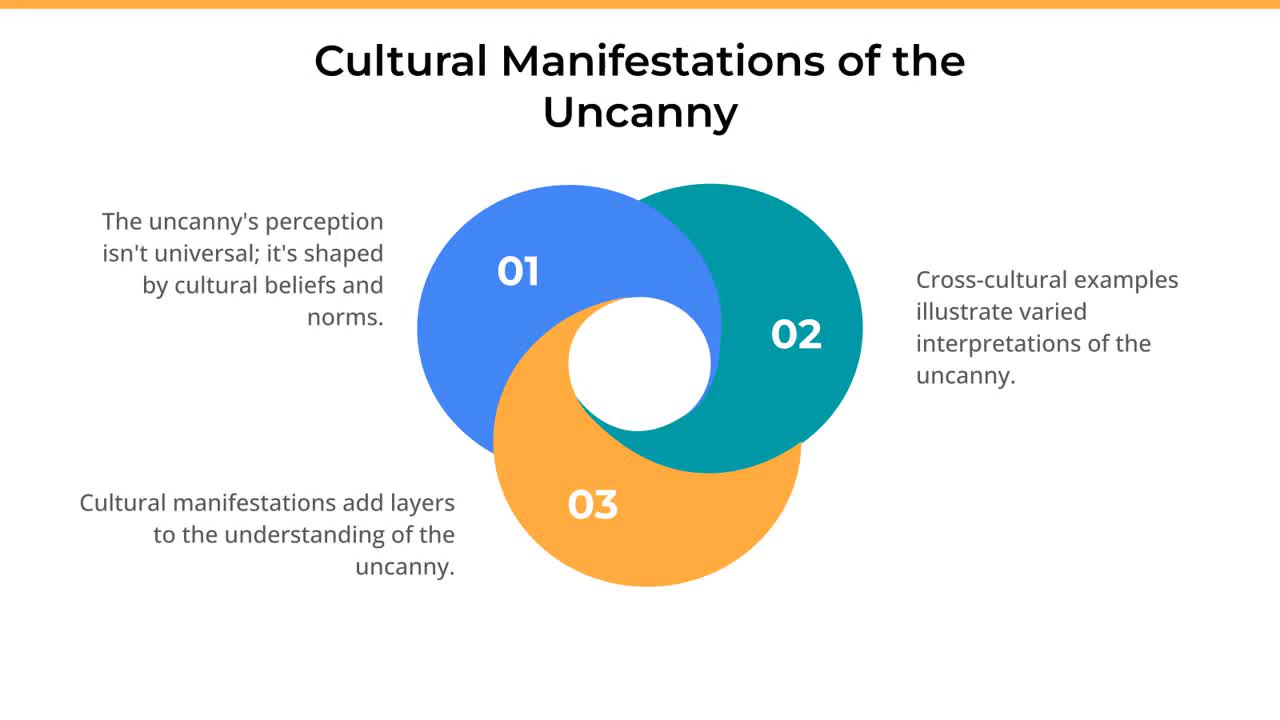 Cultural Manifestations of the
Uncanny
The uncanny's perception
isn't universal; it's shaped
by cultural beliefs and
norms.
01
02
Cross-cultural examples
illustrate varied
interpretations of the
uncanny.
Cultural manifestations add layers
to the understanding of the
uncanny.
03